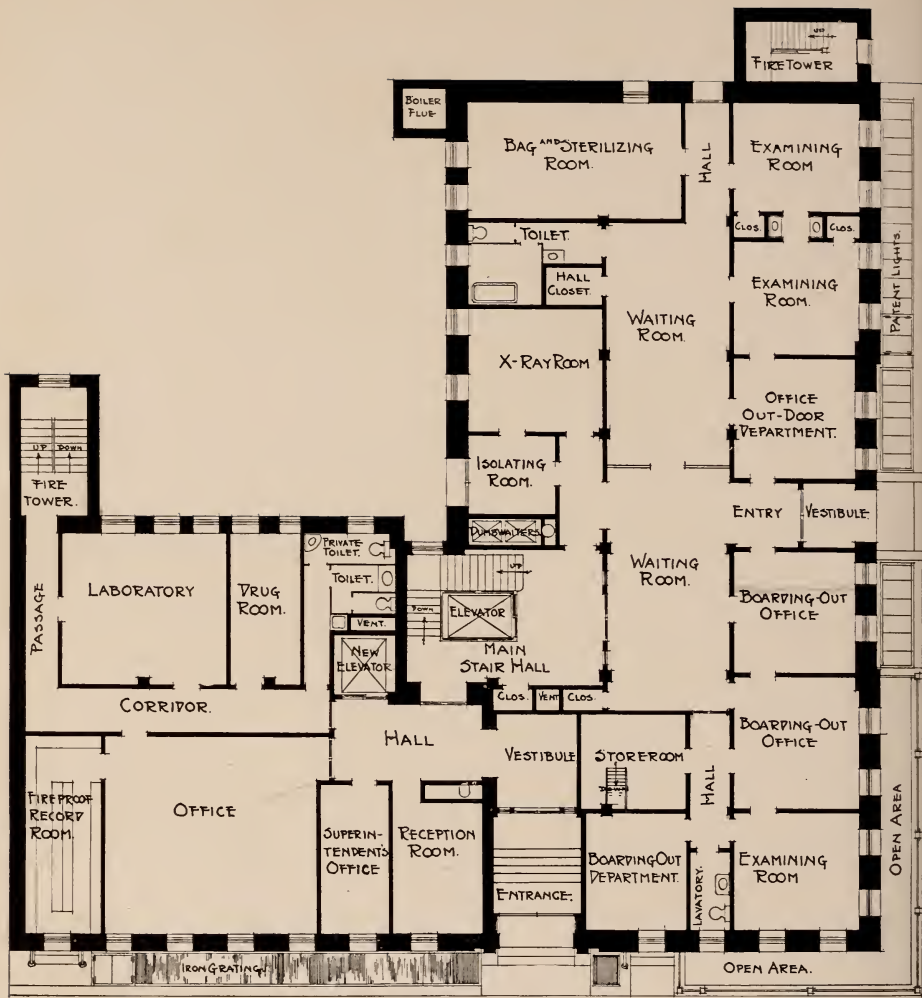 UP
FIRE TOWER
BOILER
FLUE
BAG AND STERILIZING
ROOM.
HALL
EXAMINING
ROOM
CLOS.
CLOS.
TOILET.
HALL
CLOSET.
EXAMINING
ROOM.
PATENT LIGHTS.
WAITING
ROOM.
X-RAY ROOM
OFFICE
OUT-DOOR
DEPARTMENT.
UP
DOWN
FIRE
TOWER.
ISOLATING
ROOM.
ENTRY
VESTIBULE.
DUMBWAITERS
PRIVATE
TOILET.
TOILET.
VENT.
LABORATORY
DRUG
ROOM.
PASSAGE
UP
DOWN
ELEVATOR
WAITING
ROOM.
BOARDING-OUT
OFFICE
NEW
ELEVATOR
MAIN
STAIR HALL
CLOS.
VENT
CLOS.
CORRIDOR.
HALL
VESTIBULE
STOREROOM
DOWN
HALL
BOARDING-OUT
OFFICE
FIREPROOF
RECORD
ROOM.
OFFICE
SUPERIN-
TENDENT'S
OFFICE
RECEPTION
ROOM.
ENTRANCE.
BOARDING OUT
DEPARTMENT.
LAVATORY.
EXAMINING
ROOM
OPEN AREA
IRON GRATING.
OPEN AREA.